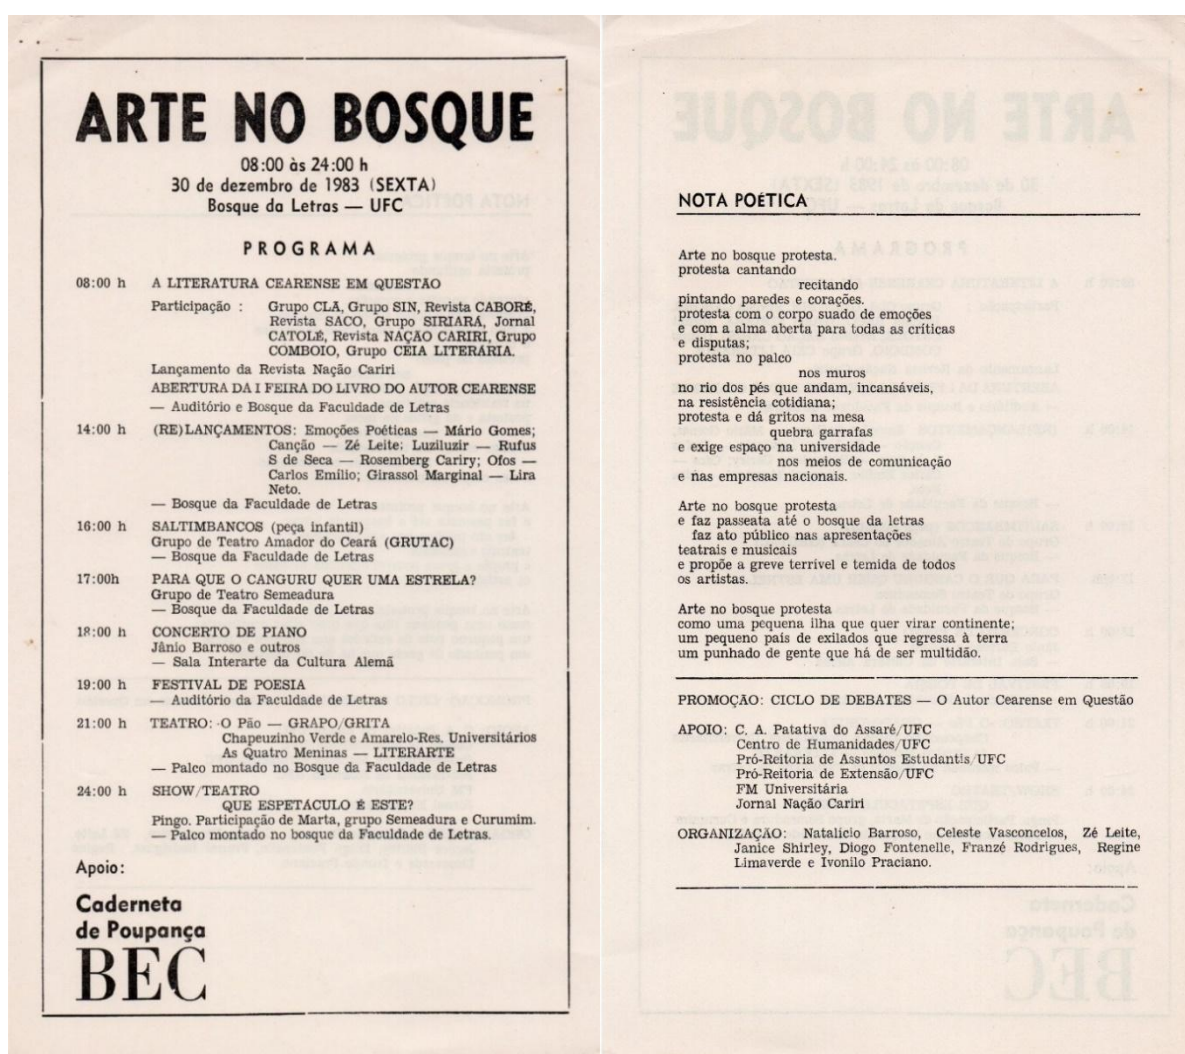 ARTE NO BOSQUE
08:00 às 24:00 h
30 de dezembro de 1983 (SEXTA)
Bosque da Letras — UFC
PROGRAMA
08:00 h A LITERATURA CEARENSE EM QUESTÃO
Participação : Grupo CLÃ, Grupo SIN, Revista CABORÉ,
Revista SACO, Grupo SIRIARÁ, Jornal
CATOLÉ, Revista NAÇÃO CARIRI, Grupo
COMBOIO, Grupo CEIA LITERÁRIA.
Lançamento da Revista Nação Cariri
ABERTURA DA I FEIRA DO LIVRO DO AUTOR CEARENSE
— Auditório e Bosque da Faculdade de Letras
14:00 h (RE)LANÇAMENTOS: Emoções Poéticas — Mário Gomes;
Canção — Zé Leite; Luziluzir — Rufus
S de Seca — Rosemberg Cariry; Ofos —
Carlos Emílio; Girassol Marginal — Lira
Neto.
— Bosque da Faculdade de Letras
16:00 h SALTIMBANCOS (peça infantil)
Grupo de Teatro Amador do Ceará (GRUTAC)
— Bosque da Faculdade de Letras
17:00h PARA QUE O CANGURU QUER UMA ESTRELA?
Grupo de Teatro Semeadura
— Bosque da Faculdade de Letras
18:00 h CONCERTO DE PIANO
Jânio Barroso e outros
— Sala Interarte da Cultura Alemã
19:00 h FESTIVAL DE POESIA
— Auditório da Faculdade de Letras
21:00 h TEATRO: O Pão — GRAPO/GRITA
Chapeuzinho Verde e Amarelo-Res. Universitários
As Quatro Meninas — LITERARTE
— Palco montado no Bosque da Faculdade de Letras
24:00 h SHOW/TEATRO
QUE ESPETACULO É ESTE?
Pingo. Participação de Marta, grupo Semeadura e Curumim.
— Palco montado no bosque da Faculdade de Letras.
Apoio:
Caderneta
de Poupança
BEC
NOTA POÉTICA
Arte no bosque protesta.
protesta cantando
recitando
pintando paredes e corações.
protesta com o corpo suado de emoções
e com a alma aberta para todas as críticas
e disputas;
protesta no palco
nos muros
no rio dos pés que andam, incansáveis,
na resistência cotidiana;
protesta e dá gritos na mesa
quebra garrafas
e exige espaço na universidade
nos meios de comunicação
e nas empresas nacionais.
Arte no bosque protesta
e faz passeata até o bosque da letras
faz ato público nas apresentações
teatrais e musicais
e propõe a greve terrível e temida de todos
os artistas.
Arte no bosque protesta
como uma pequena ilha que quer virar continente;
um pequeno país de exilados que regressa à terra
um punhado de gente que há de ser multidão.
PROMOÇÃO: CICLO DE DEBATES — O Autor Cearense em Questão
APOIO: C. A. Patativa do Assaré/UFC
Centro de Humanidades/UFC
Pró-Reitoria de Assuntos Estudantis/UFC
Pró-Reitoria de Extensão/UFC
FM Universitária
Jornal Nação Cariri
ORGANIZAÇÃO: Natalício Barroso, Celeste Vasconcelos, Zé Leite,
Janice Shirley, Diogo Fontenelle, Franzé Rodrigues, Regine
Limaverde e Ivonilo Praciano.